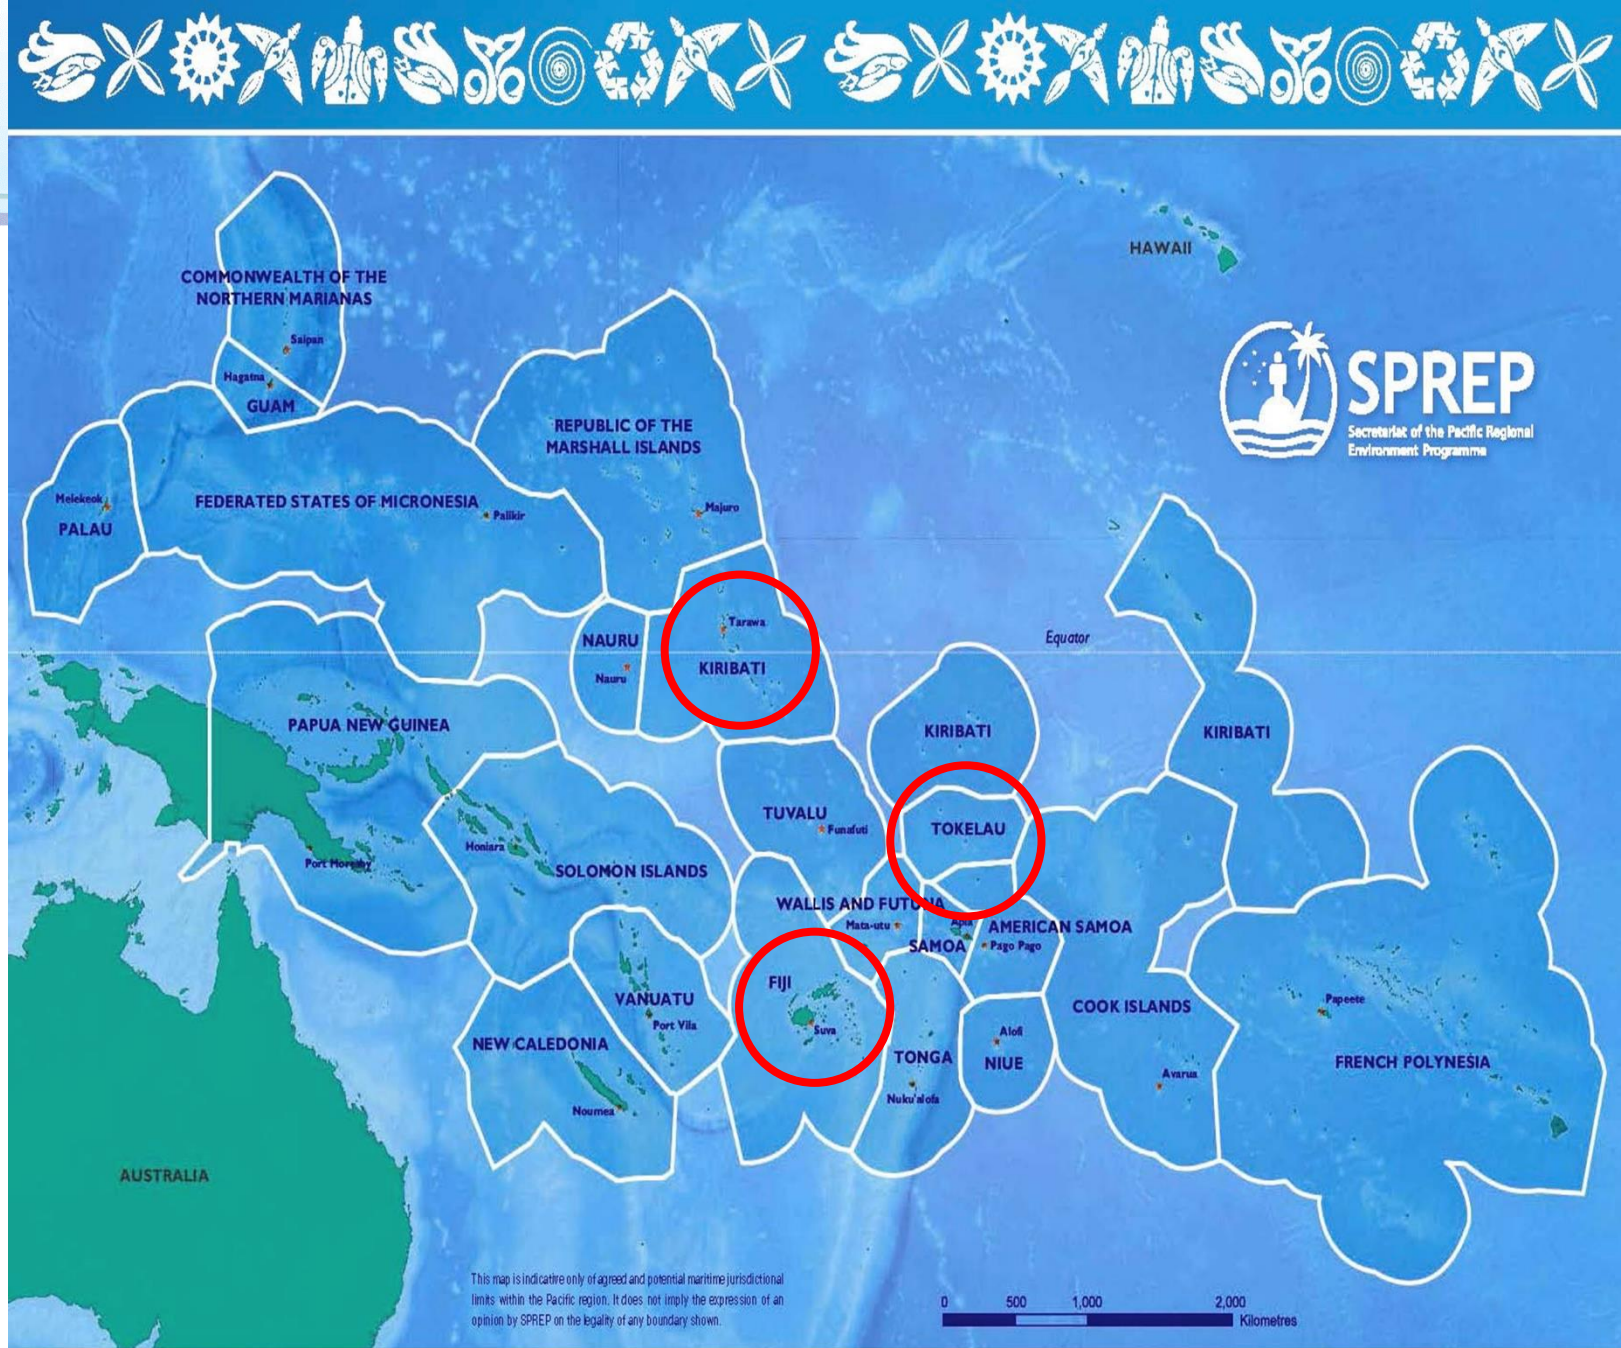 HAWAII
COMMONWEALTH OF THE
NORTHERN MARIANAS
Saipan
Hagatna
GUAM
SPREP
Secretariat of the Pacific Regional
Environment Programme
REPUBLIC OF THE
MARSHALL ISLANDS
Majuro
FEDERATED STATES OF MICRONESIA
Palikir
Melekeok
PALAU
Tarawa
KIRIBATI
NAURU
Nauru
Equator
PAPUA NEW GUINEA
Port Moresby
KIRIBATI
KIRIBATI
TUVALU
Funafuti
TOKELAU
Honiara
SOLOMON ISLANDS
WALLIS AND FUTUNA
Mata-utu
Apia
SAMOA
AMERICAN SAMOA
Pago Pago
FIJI
Suva
VANUATU
Port Vila
NEW CALEDONIA
Noumea
TONGA
Nuku'alofa
Alofi
NIUE
COOK ISLANDS
Avarua
Papeete
FRENCH POLYNESIA
AUSTRALIA
This map is indicative only of agreed and potential maritime jurisdictional
limits within the Pacific region. It does not imply the expression of an
opinion by SPREP on the legality of any boundary shown.
0 500 1,000 2,000
Kilometres